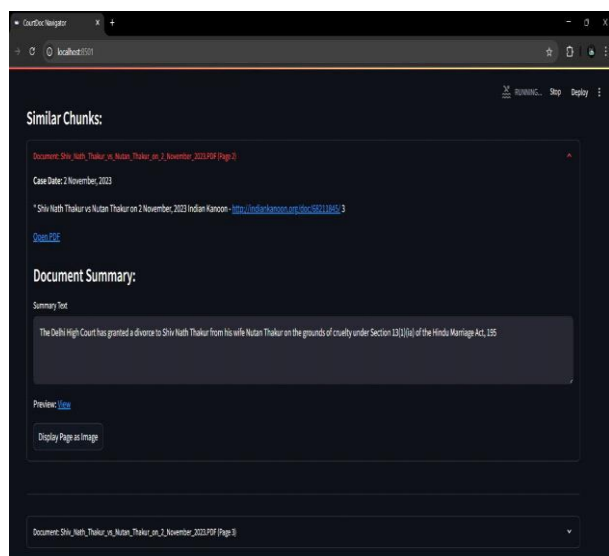 CourtDoc Navigator
localhost:8501
RUNNING... Stop Deploy
Similar Chunks:
Document: Shiv_Nath_Thakur_vs_Nutan_Thakur_on_2_November_2023.PDF (Page 2)
Case Date: 2 November, 2023
" Shiv Nath Thakur vs Nutan Thakur on 2 November, 2023 Indian Kanoon - http://indiankanoon.org/doc/68211845/ 3
Open PDF
Document Summary:
Summary Text
The Delhi High Court has granted a divorce to Shiv Nath Thakur from his wife Nutan Thakur on the grounds of cruelty under Section 13(1)(ia) of the Hindu Marriage Act, 195
Preview: View
Display Page as Image
Document: Shiv_Nath_Thakur_vs_Nutan_Thakur_on_2_November_2023.PDF (Page 3)